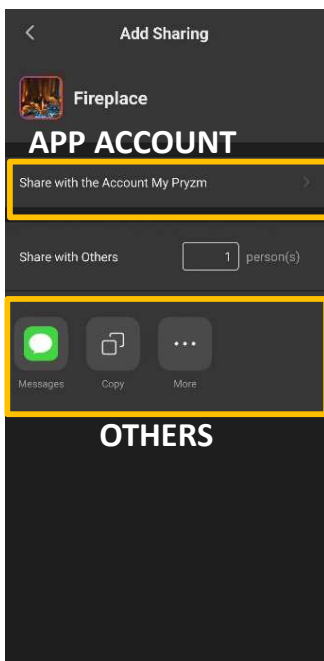 Add Sharing
Fireplace
APP ACCOUNT
Share with the Account My Pryzm
Share with Others 1 person(s)
Messages Copy More
OTHERS